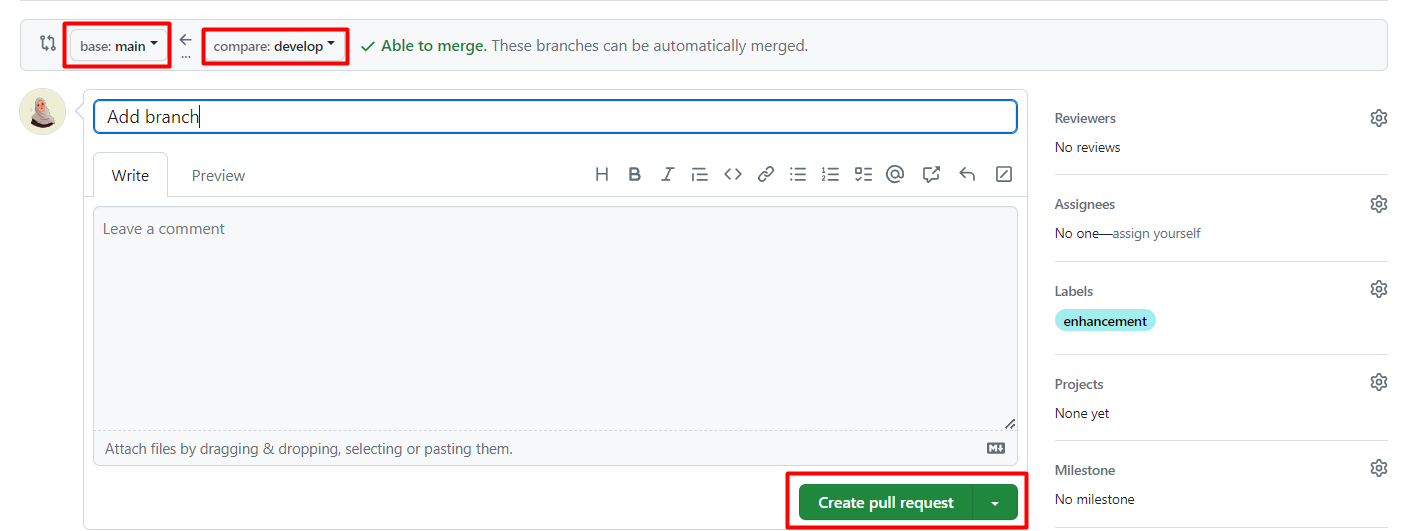 base: main compare: develop Able to merge. These branches can be automatically merged.
...
Add branch
Write Preview
Leave a comment
Attach files by dragging & dropping, selecting or pasting them.
Create pull request
Reviewers
No reviews
Assignees
No one—assign yourself
Labels
enhancement
Projects
None yet
Milestone
No milestone